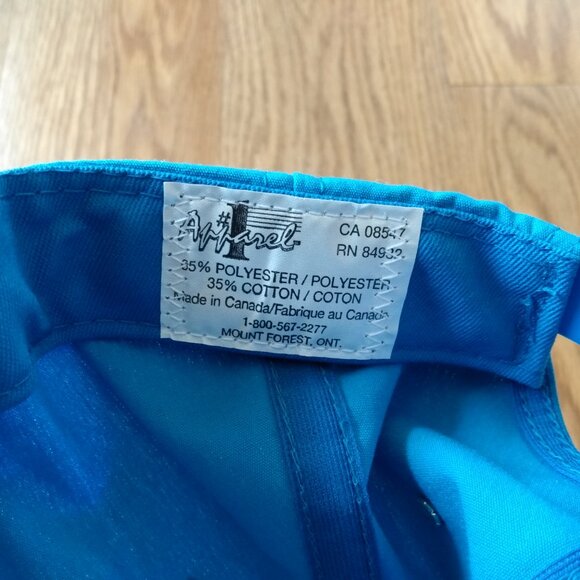 #1
Apparel
CA 08547
RN 84932
65% POLYESTER / POLYESTER
35% COTTON / COTON
Made in Canada/Fabrique au Canada
1-800-567-2277
MOUNT FOREST, ONT.